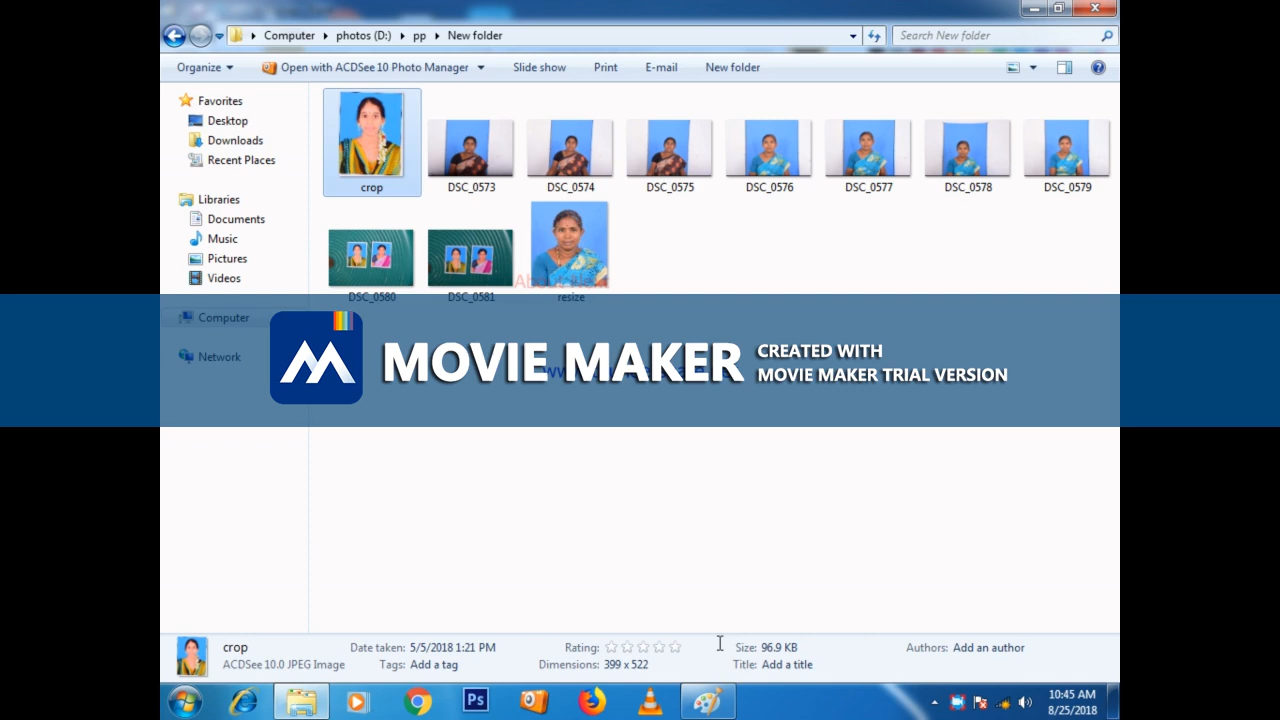 Computer photos (D:) pp New folder
Search New folder
Organize Open with ACDSee 10 Photo Manager Slide show Print E-mail New folder
Favorites
Desktop
Downloads
Recent Places
Libraries
Documents
Music
Pictures
Videos
Computer
Network
crop DSC_0573 DSC_0574 DSC_0575 DSC_0576 DSC_0577 DSC_0578 DSC_0579
DSC_0580 DSC_0581 resize
MOVIE MAKER
CREATED WITH
MOVIE MAKER TRIAL VERSION
crop Date taken: 5/5/2018 1:21 PM Rating: Size: 96.9 KB Authors: Add an author
ACDSee 10.0 JPEG Image Tags: Add a tag Dimensions: 399 x 522 Title: Add a title
Ps
10:45 AM
8/25/2018